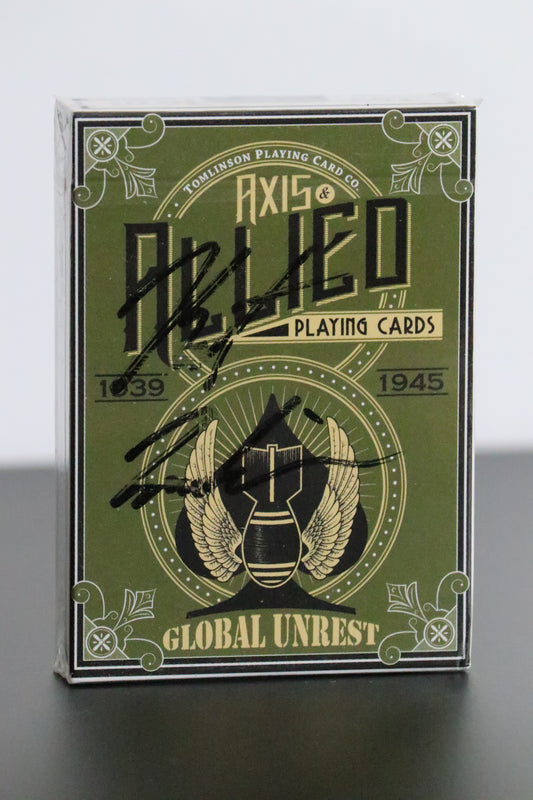 TOMLINSON PLAYING CARD CO.
AXIS &
ALLIED
PLAYING CARDS
1939 1945
GLOBAL UNREST